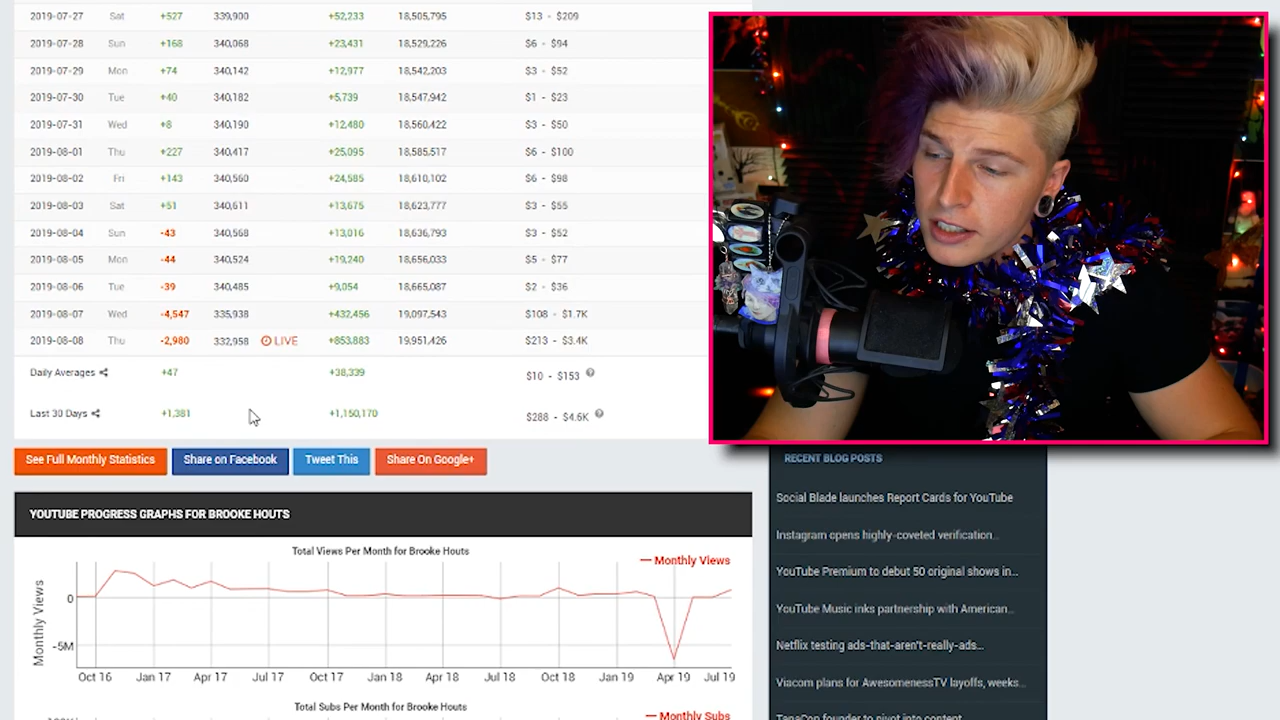 2019-07-27 Sat +527 339,900 +52,233 18,505,795 $13 - $209
2019-07-28 Sun +168 340,068 +23,431 18,529,226 $6 - $94
2019-07-29 Mon +74 340,142 +12,977 18,542,203 $3 - $52
2019-07-30 Tue +40 340,182 +5,739 18,547,942 $1 - $23
2019-07-31 Wed +8 340,190 +12,480 18,560,422 $3 - $50
2019-08-01 Thu +227 340,417 +25,095 18,585,517 $6 - $100
2019-08-02 Fri +143 340,560 +24,585 18,610,102 $6 - $98
2019-08-03 Sat +51 340,611 +13,675 18,623,777 $3 - $55
2019-08-04 Sun -43 340,568 +13,016 18,636,793 $3 - $52
2019-08-05 Mon -44 340,524 +19,240 18,656,033 $5 - $77
2019-08-06 Tue -39 340,485 +9,054 18,665,087 $2 - $36
2019-08-07 Wed -4,547 335,938 +432,456 19,097,543 $108 - $1.7K
2019-08-08 Thu -2,980 332,958 LIVE +853,883 19,951,426 $213 - $3.4K
Daily Averages +47 +38,339 $10 - $153
Last 30 Days +1,381 +1,150,170 $288 - $4.6K
See Full Monthly Statistics Share on Facebook Tweet This Share On Google+
YOUTUBE PROGRESS GRAPHS FOR BROOKE HOUTS
Total Views Per Month for Brooke Houts
Monthly Views
Monthly Views
0
-5M
Oct 16 Jan 17 Apr 17 Jul 17 Oct 17 Jan 18 Apr 18 Jul 18 Oct 18 Jan 19 Apr 19 Jul 19
Total Subs Per Month for Brooke Houts
Monthly Subs
RECENT BLOG POSTS
Social Blade launches Report Cards for YouTube
Instagram opens highly-coveted verification...
YouTube Premium to debut 50 original shows in...
YouTube Music inks partnership with American...
Netflix testing ads-that-aren't-really-ads...
Viacom plans for AwesomenessTV layoffs, weeks...
TanaCon founder to pivot into content